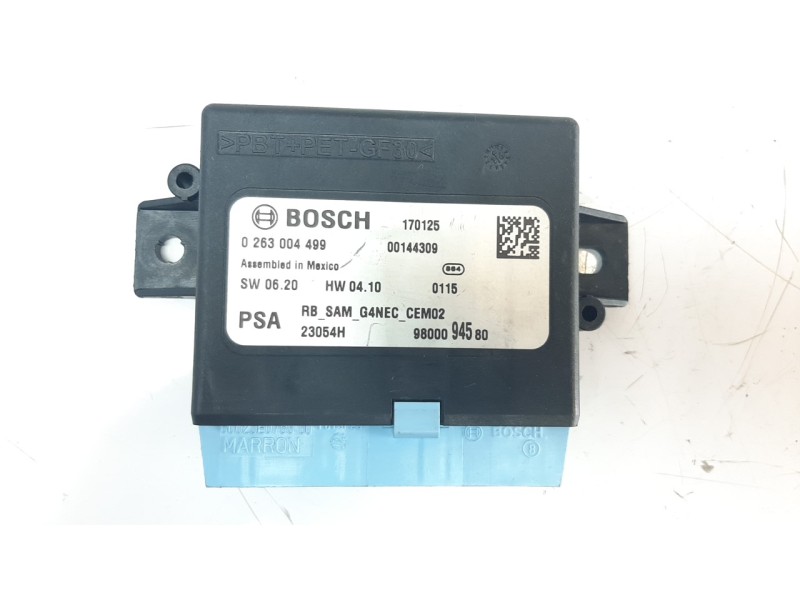 >PBT+PET-GF30<
BOSCH 170125
0 263 004 499 00144309
Assembled in Mexico 884
SW 06.20 HW 04.10 0115
PSA RB_SAM_G4NEC_CEM02
23054H 98000 945 80
MARRON BOSCH